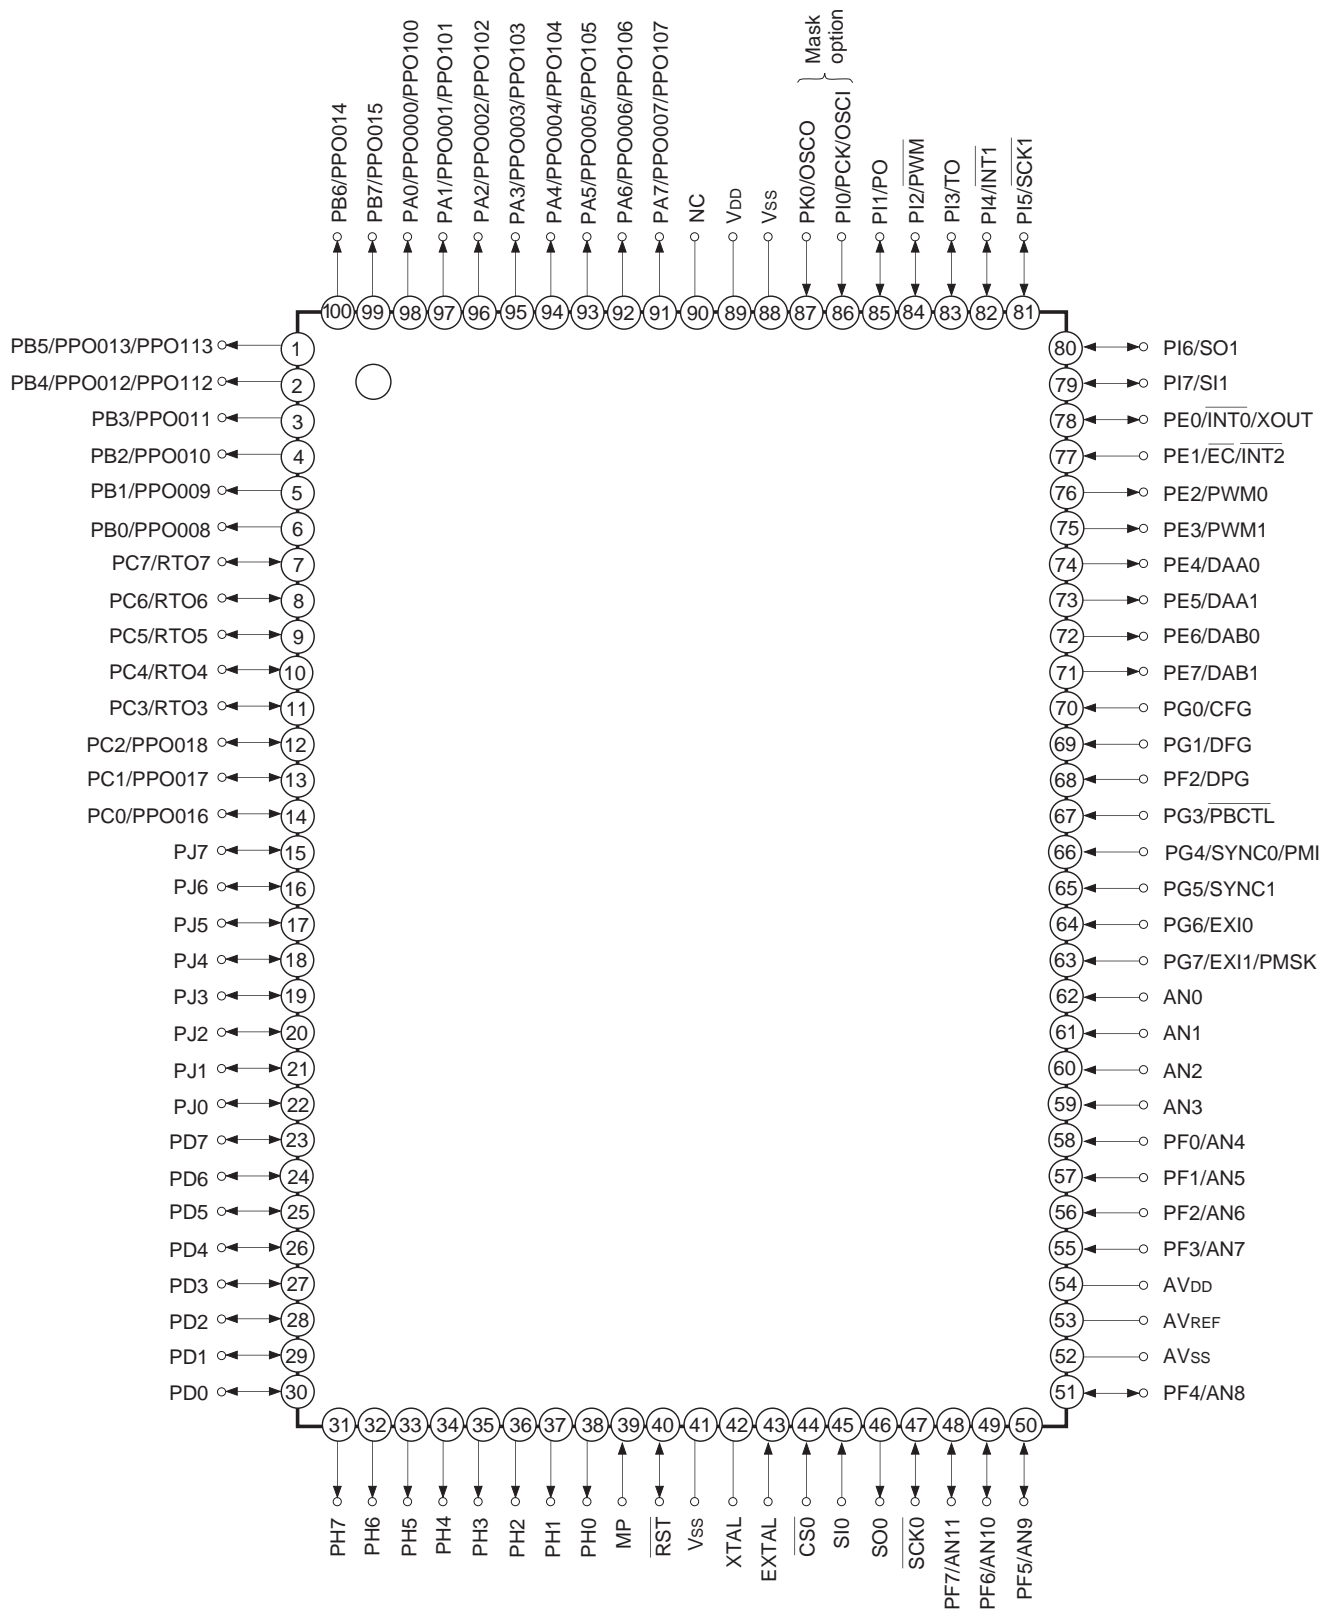 Mask
option
PB6/PPO014
PB7/PPO015
PA0/PPO000/PPO100
PA1/PPO001/PPO101
PA2/PPO002/PPO102
PA3/PPO003/PPO103
PA4/PPO004/PPO104
PA5/PPO005/PPO105
PA6/PPO006/PPO106
PA7/PPO007/PPO107
NC
VDD
Vss
PK0/OSCO
PI0/PCK/OSCI
PI1/PO
PI2/PWM
PI3/TO
PI4/INT1
PI5/SCK1
100 99 98 97 96 95 94 93 92 91 90 89 88 87 86 85 84 83 82 81
PB5/PPO013/PPO113 1
PB4/PPO012/PPO112 2
PB3/PPO011 3
PB2/PPO010 4
PB1/PPO009 5
PB0/PPO008 6
PC7/RTO7 7
PC6/RTO6 8
PC5/RTO5 9
PC4/RTO4 10
PC3/RTO3 11
PC2/PPO018 12
PC1/PPO017 13
PC0/PPO016 14
PJ7 15
PJ6 16
PJ5 17
PJ4 18
PJ3 19
PJ2 20
PJ1 21
PJ0 22
PD7 23
PD6 24
PD5 25
PD4 26
PD3 27
PD2 28
PD1 29
PD0 30
80 PI6/SO1
79 PI7/SI1
78 PE0/INT0/XOUT
77 PE1/EC/INT2
76 PE2/PWM0
75 PE3/PWM1
74 PE4/DAA0
73 PE5/DAA1
72 PE6/DAB0
71 PE7/DAB1
70 PG0/CFG
69 PG1/DFG
68 PF2/DPG
67 PG3/PBCTL
66 PG4/SYNC0/PMI
65 PG5/SYNC1
64 PG6/EXI0
63 PG7/EXI1/PMSK
62 AN0
61 AN1
60 AN2
59 AN3
58 PF0/AN4
57 PF1/AN5
56 PF2/AN6
55 PF3/AN7
54 AVDD
53 AVREF
52 AVss
51 PF4/AN8
31 32 33 34 35 36 37 38 39 40 41 42 43 44 45 46 47 48 49 50
PH7
PH6
PH5
PH4
PH3
PH2
PH1
PH0
MP
RST
Vss
XTAL
EXTAL
CS0
SI0
SO0
SCK0
PF7/AN11
PF6/AN10
PF5/AN9